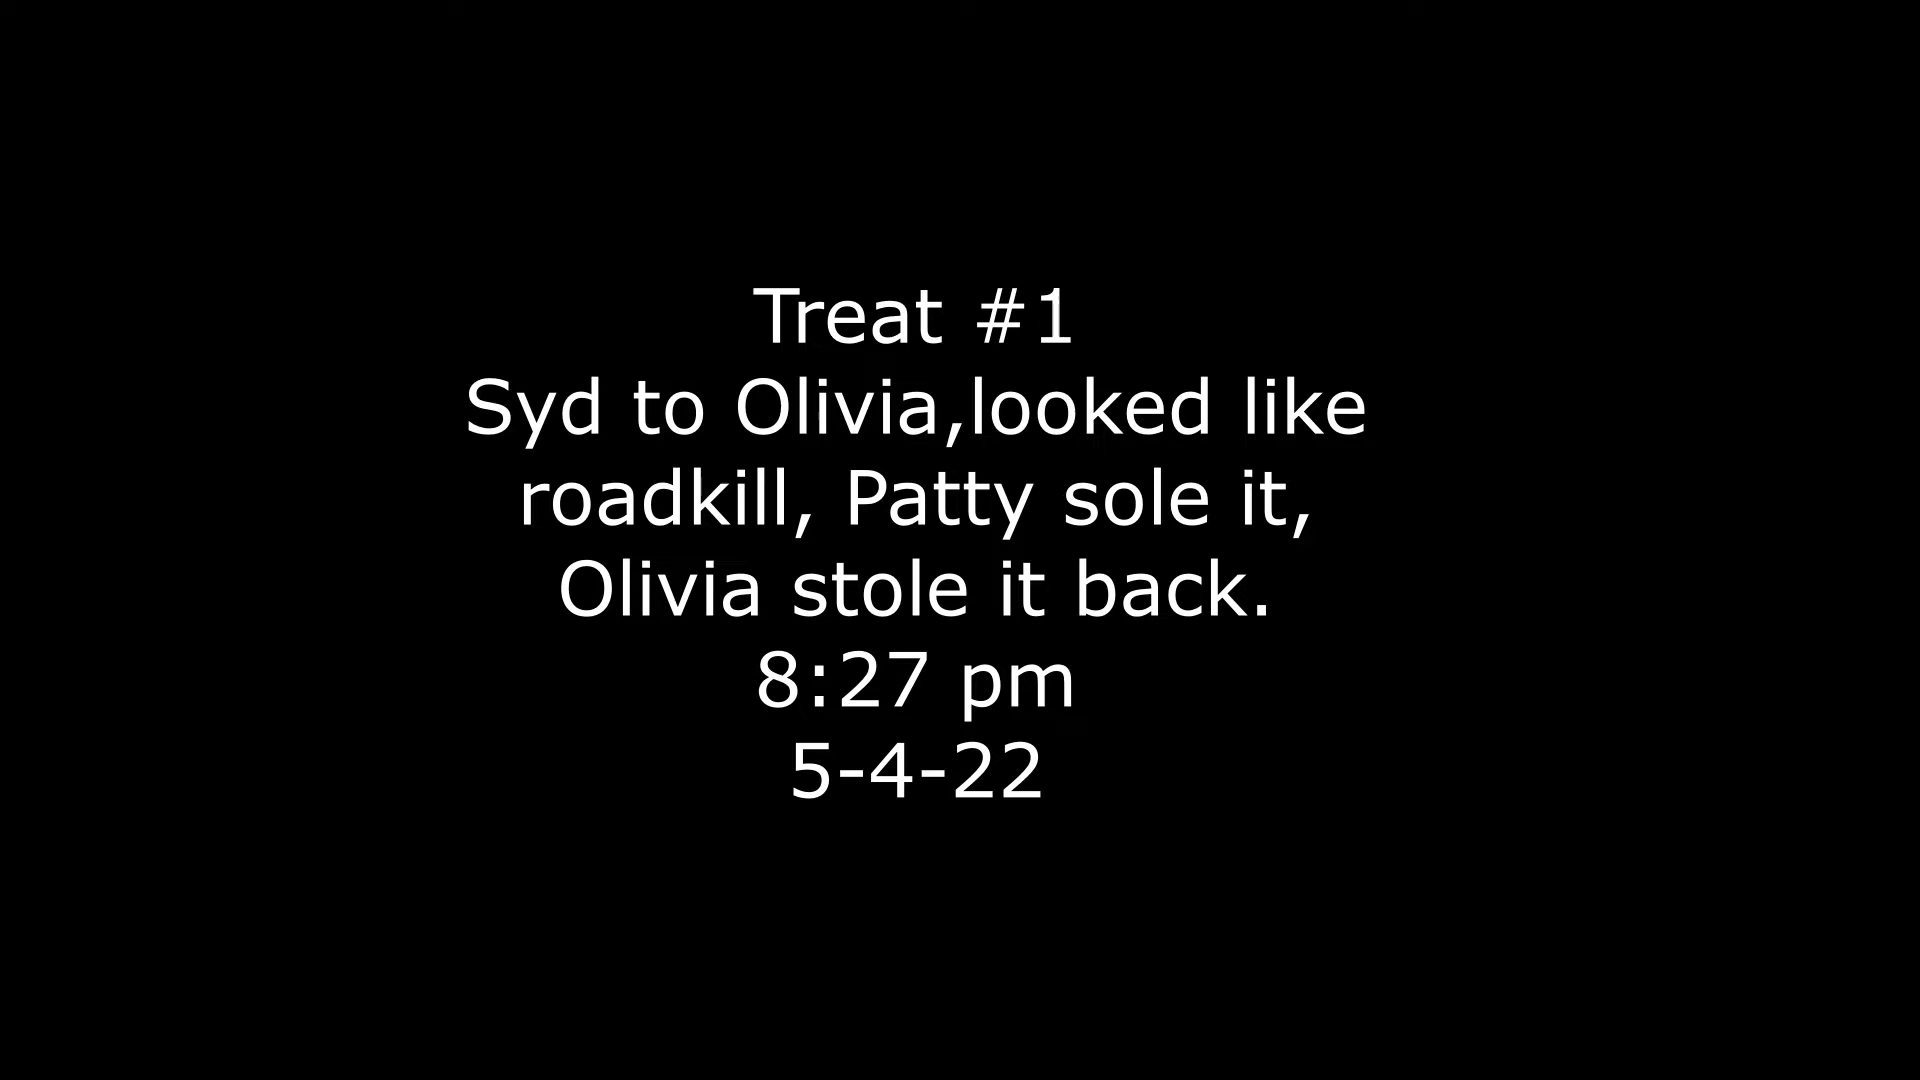 Treat #1
Syd to Olivia,looked like
roadkill, Patty sole it,
Olivia stole it back.
8:27 pm
5-4-22